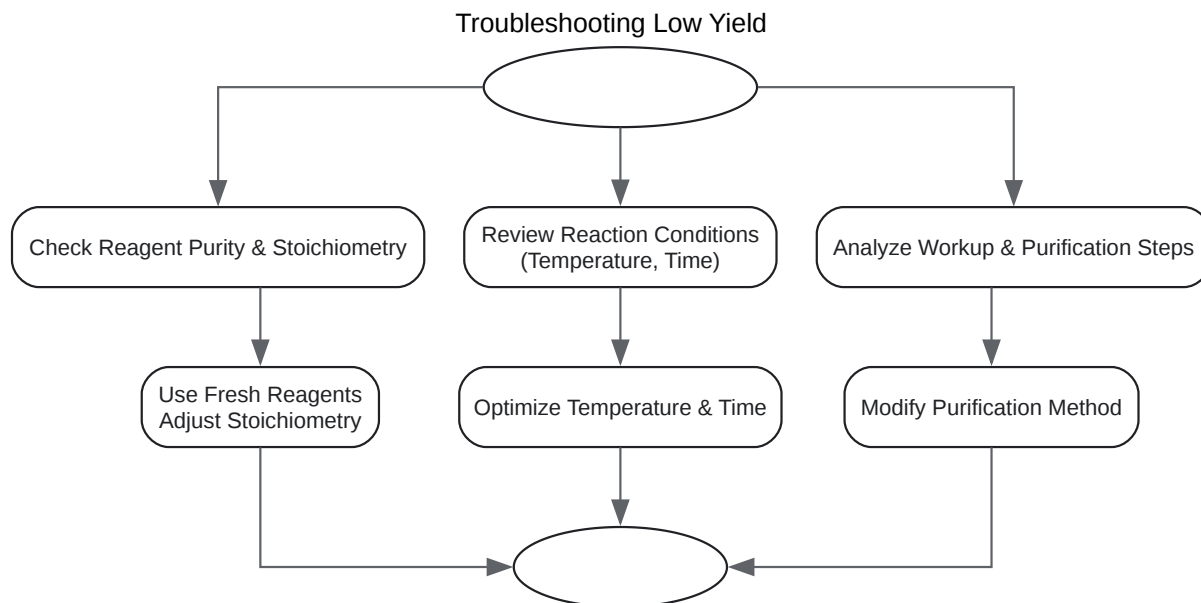 Troubleshooting Low Yield
Check Reagent Purity & Stoichiometry
Review Reaction Conditions
(Temperature, Time)
Analyze Workup & Purification Steps
Use Fresh Reagents
Adjust Stoichiometry
Optimize Temperature & Time
Modify Purification Method